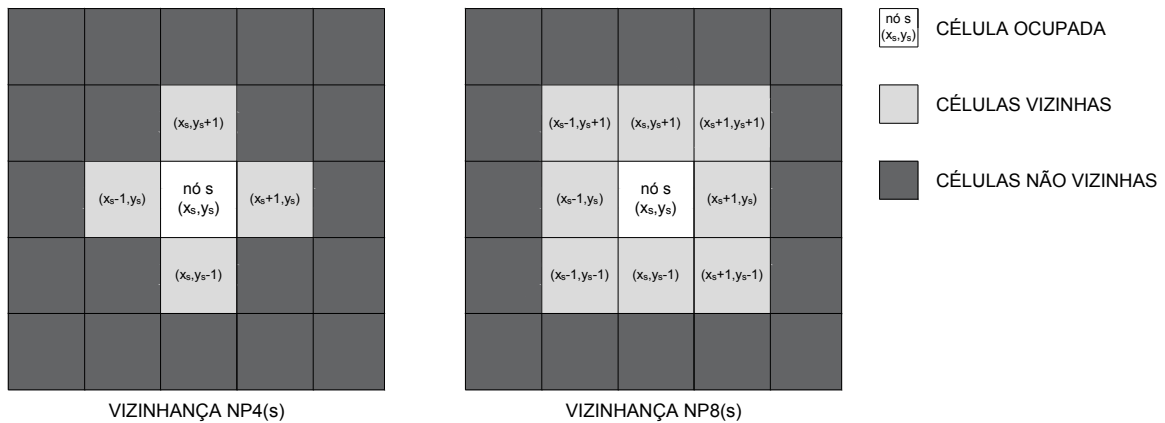 (xₛ,yₛ+1)
(xₛ-1,yₛ)
nó s
(xₛ,yₛ)
(xₛ+1,yₛ)
(xₛ,yₛ-1)
VIZINHANÇA NP4(s)
(xₛ-1,yₛ+1)
(xₛ,yₛ+1)
(xₛ+1,yₛ+1)
(xₛ-1,yₛ)
nó s
(xₛ,yₛ)
(xₛ+1,yₛ)
(xₛ-1,yₛ-1)
(xₛ,yₛ-1)
(xₛ+1,yₛ-1)
VIZINHANÇA NP8(s)
nó s
(xₛ,yₛ)
CÉLULA OCUPADA
CÉLULAS VIZINHAS
CÉLULAS NÃO VIZINHAS